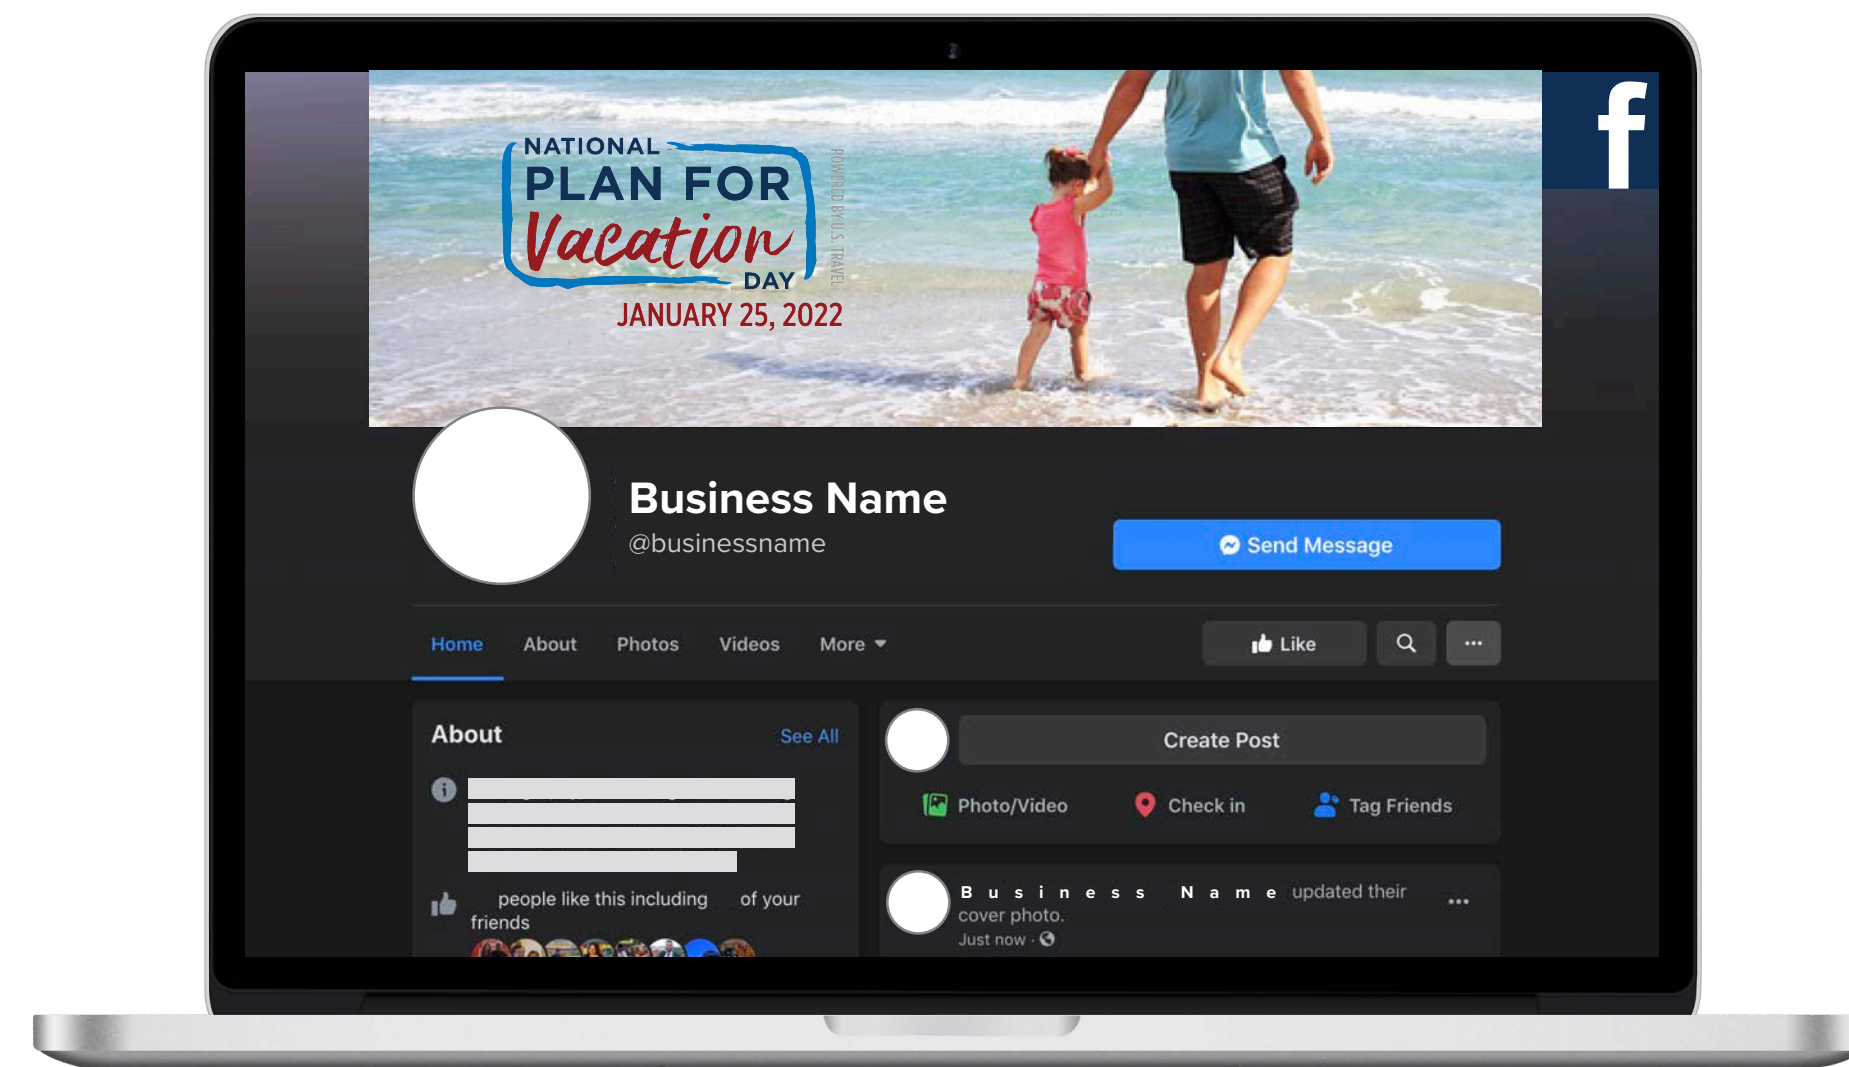 NATIONAL
PLAN FOR
Vacation
DAY
POWERED BY U.S. TRAVEL
JANUARY 25, 2022
f
Business Name
@businessname
Send Message
Home About Photos Videos More
Like
About
See All
people like this including of your
friends
Create Post
Photo/Video Check in Tag Friends
Business Name updated their
cover photo.
Just now ·